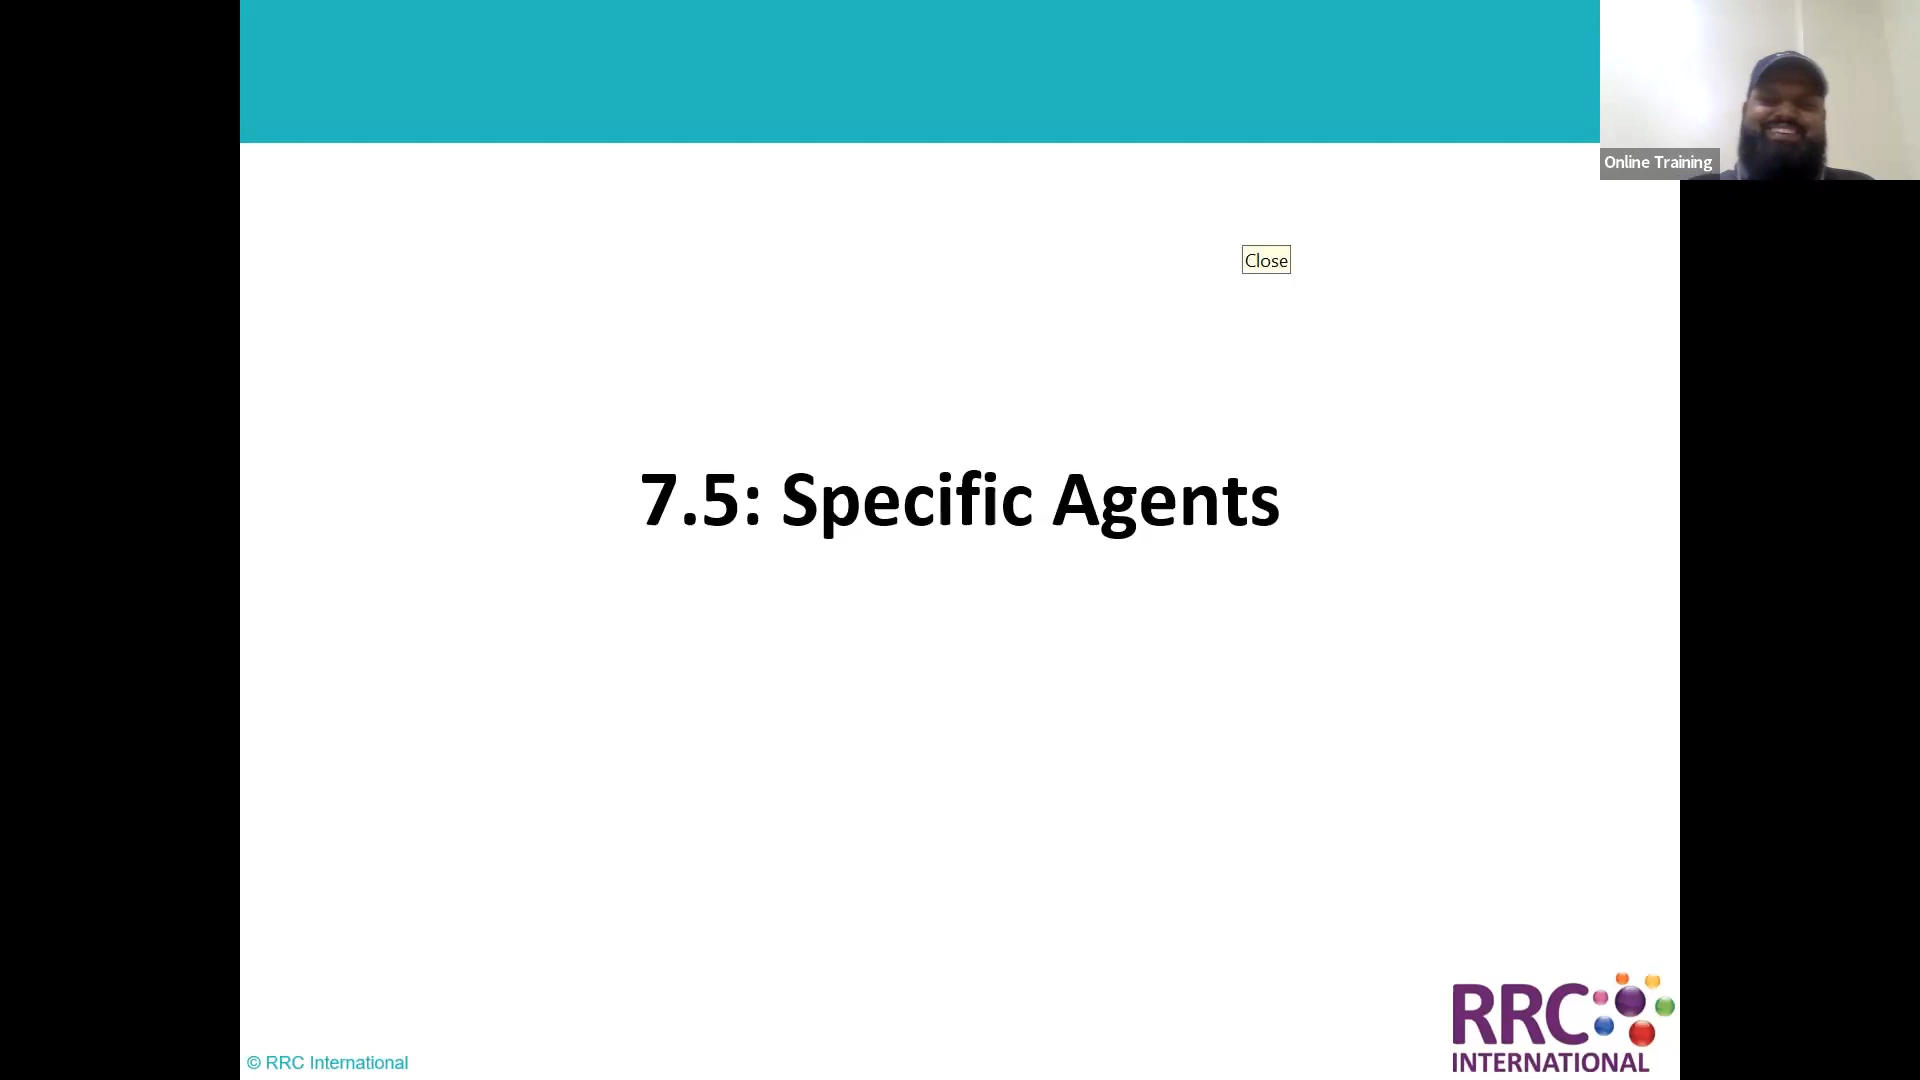 Online Training
Close
7.5: Specific Agents
RRC
INTERNATIONAL
© RRC International